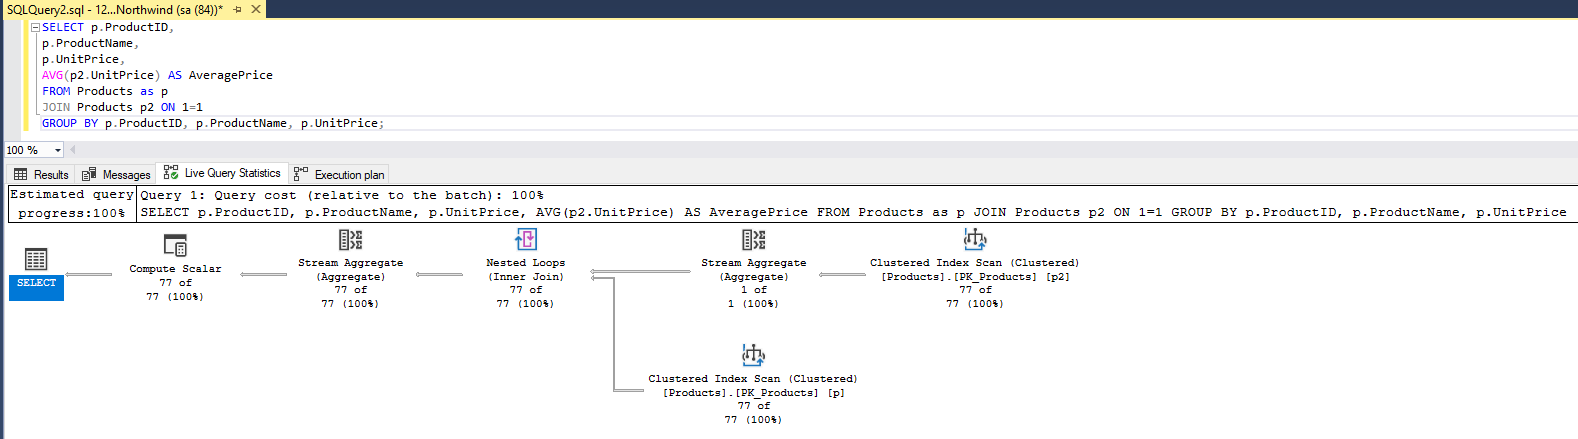 SQLQuery2.sql - 12...Northwind (sa (84))*
SELECT p.ProductID,
p.ProductName,
p.UnitPrice,
AVG(p2.UnitPrice) AS AveragePrice
FROM Products as p
JOIN Products p2 ON 1=1
GROUP BY p.ProductID, p.ProductName, p.UnitPrice;
100 %
Results Messages Live Query Statistics Execution plan
Estimated query progress:100%
Query 1: Query cost (relative to the batch): 100%
SELECT p.ProductID, p.ProductName, p.UnitPrice, AVG(p2.UnitPrice) AS AveragePrice FROM Products as p JOIN Products p2 ON 1=1 GROUP BY p.ProductID, p.ProductName, p.UnitPrice
SELECT
Compute Scalar
77 of
77 (100%)
Stream Aggregate
(Aggregate)
77 of
77 (100%)
Nested Loops
(Inner Join)
77 of
77 (100%)
Stream Aggregate
(Aggregate)
1 of
1 (100%)
Clustered Index Scan (Clustered)
[Products].[PK_Products] [p2]
77 of
77 (100%)
Clustered Index Scan (Clustered)
[Products].[PK_Products] [p]
77 of
77 (100%)